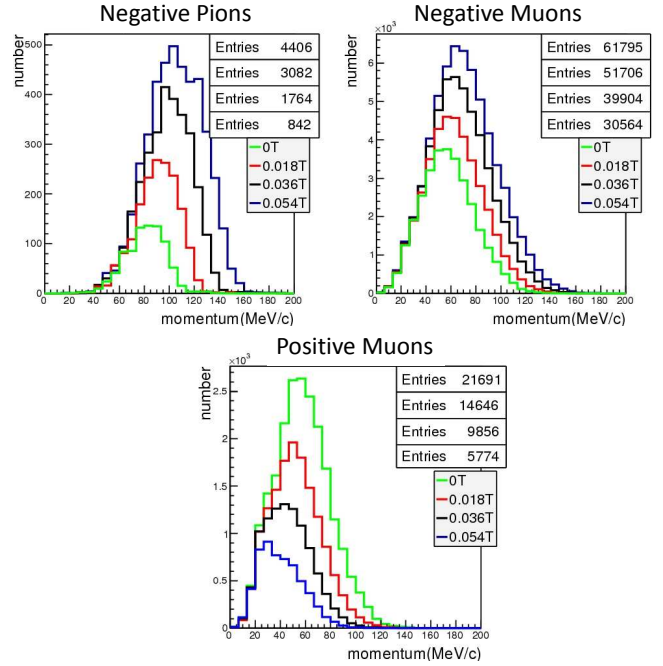 Negative Pions
number
500
400
300
200
100
0
0 20 40 60 80 100 120 140 160 180 200
momentum(MeV/c)
Entries 4406
Entries 3082
Entries 1764
Entries 842
0T
0.018T
0.036T
0.054T
Negative Muons
×10³
number
6
5
4
3
2
1
0
0 20 40 60 80 100 120 140 160 180 200
momentum(MeV/c)
Entries 61795
Entries 51706
Entries 39904
Entries 30564
0T
0.018T
0.036T
0.054T
Positive Muons
×10³
number
2.5
2
1.5
1
0.5
0
0 20 40 60 80 100 120 140 160 180 200
momentum(MeV/c)
Entries 21691
Entries 14646
Entries 9856
Entries 5774
0T
0.018T
0.036T
0.054T